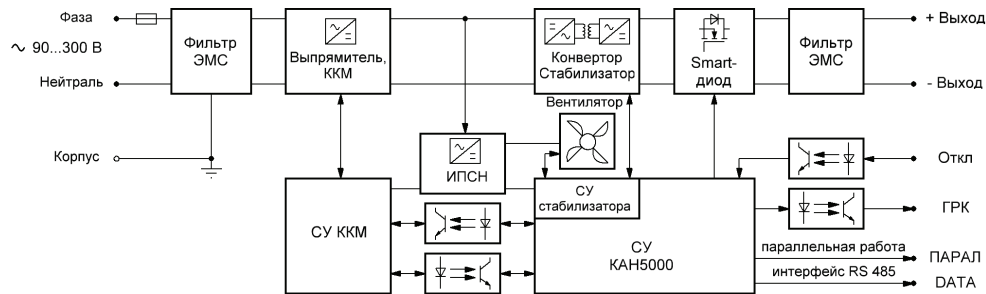 Фаза
∼ 90...300 В
Нейтраль
Корпус
Фильтр
ЭМС
Выпрямитель,
ККМ
Конвертор
Стабилизатор
Smart-
диод
Фильтр
ЭМС
+ Выход
- Выход
Вентилятор
ИПСН
СУ
стабилизатора
СУ ККМ
СУ
КАН5000
Откл
ГРК
параллельная работа
ПАРАЛ
интерфейс RS 485
DATA